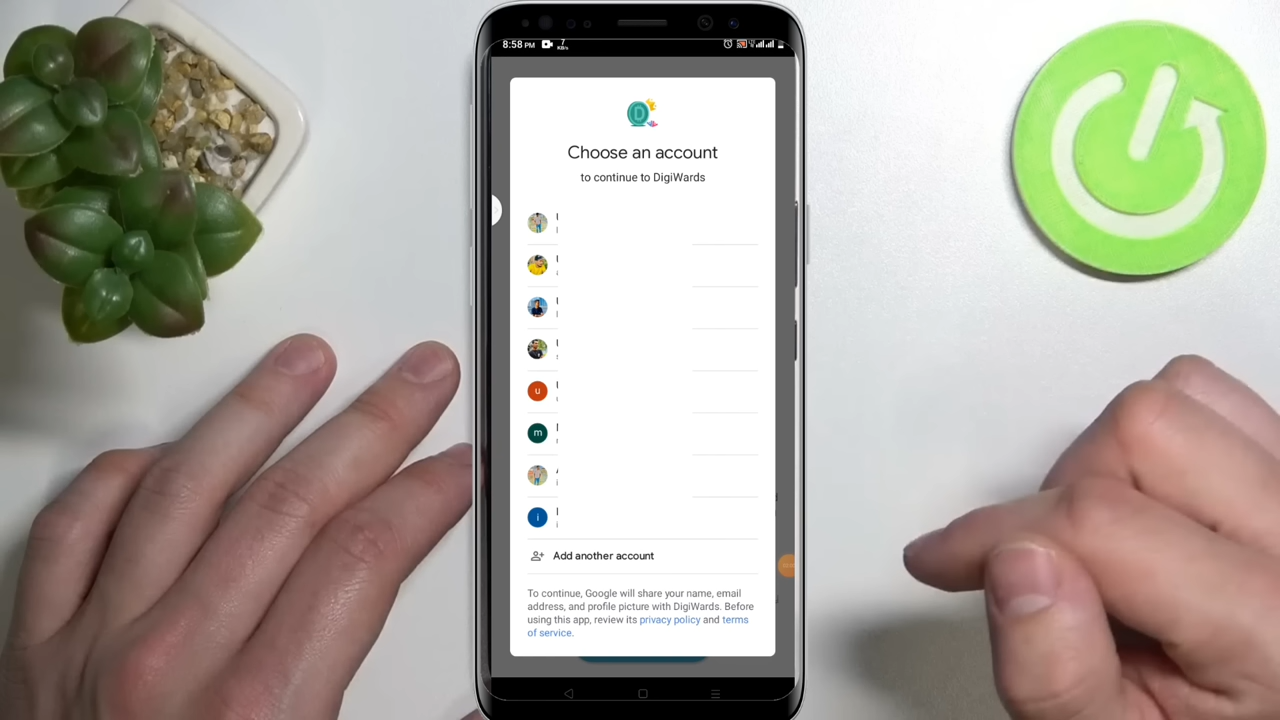 8:58 PM
7
KB/s
D
Choose an account
to continue to DigiWards
u
m
i
Add another account
To continue, Google will share your name, email
address, and profile picture with DigiWards. Before
using this app, review its privacy policy and terms
of service.